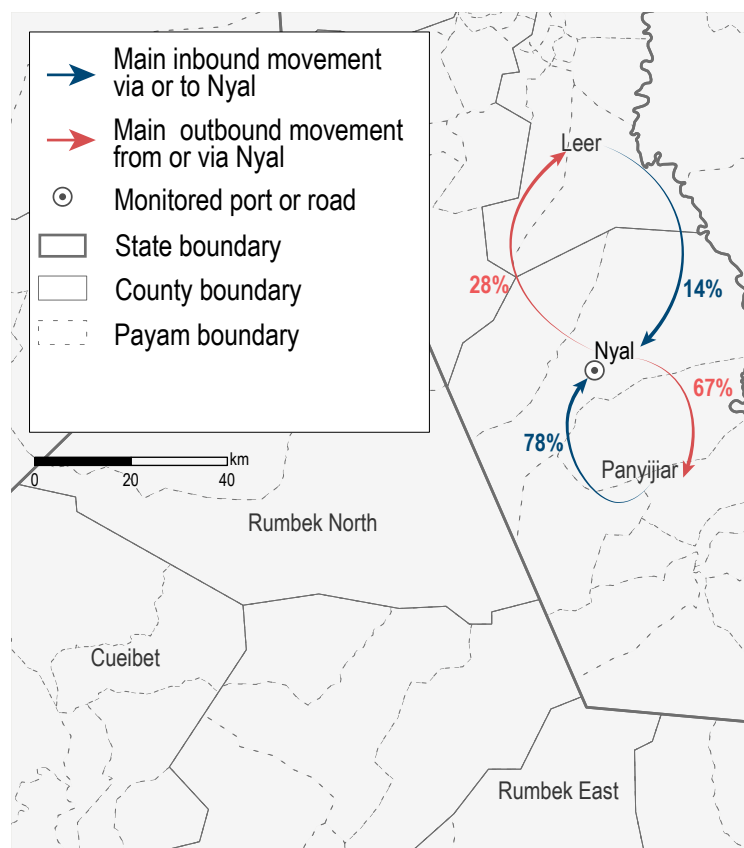 Main inbound movement
via or to Nyal
Main outbound movement
from or via Nyal
Monitored port or road
State boundary
County boundary
Payam boundary
km
0 20 40
Leer
28%
14%
Nyal
67%
78%
Panyijiar
Rumbek North
Cueibet
Rumbek East